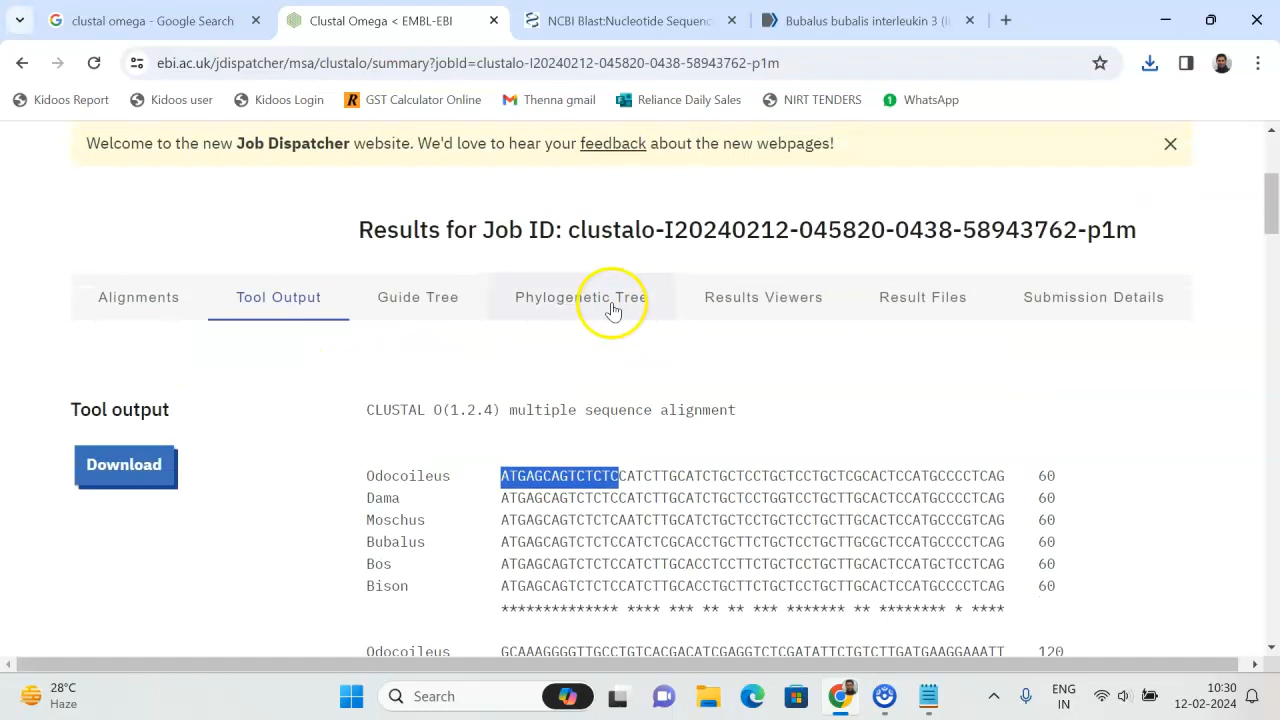 clustal omega - Google Search
Clustal Omega < EMBL-EBI
NCBI Blast:Nucleotide Sequenc
Bubalus bubalis interleukin 3 (I
ebi.ac.uk/jdispatcher/msa/clustalo/summary?jobId=clustalo-I20240212-045820-0438-58943762-p1m
Kidoos Report
Kidoos user
Kidoos Login
GST Calculator Online
Thenna gmail
Reliance Daily Sales
NIRT TENDERS
1 WhatsApp
Welcome to the new Job Dispatcher website. We'd love to hear your feedback about the new webpages!
Results for Job ID: clustalo-I20240212-045820-0438-58943762-p1m
Alignments
Tool Output
Guide Tree
Phylogenetic Tree
Results Viewers
Result Files
Submission Details
Tool output
Download
CLUSTAL O(1.2.4) multiple sequence alignment
Odocoileus ATGAGCAGTCTCTCCATCTTGCATCTGCTCCTGCTCCTGCTCGCACTCCATGCCCCTCAG 60
Dama ATGAGCAGTCTCTCCATCTTGCATCTGCTCCTGGTCCTGCTTGCACTCCATGCCCCTCAG 60
Moschus ATGAGCAGTCTCTCAATCTTGCATCTGCTCCTGCTCCTGCTTGCACTCCATGCCCGTCAG 60
Bubalus ATGAGCAGTCTCTCCATCTCGCACCTGCTTCTGCTCCTGCTTGCGCTCCATGCCCCTCAG 60
Bos ATGAGCAGTCTCTCCATCTTGCACCTCCTTCTGCTCCTGCTTGCACTCCATGCTCCTCAG 60
Bison ATGAGCAGTCTCTCCATCTTGCACCTGCTTCTGCTCCTGCTTGCACTCCATGCCCCTCAG 60
************** **** *** ** ** *** ******* ** ******** * ****
Odocoileus GCAAAGGGGTTGCCTGTCACGACATCGAGGTCTCGATATTCTGTCTTGATGAAGGAAATT 120
28°C
Haze
Search
ENG
IN
10:30
12-02-2024